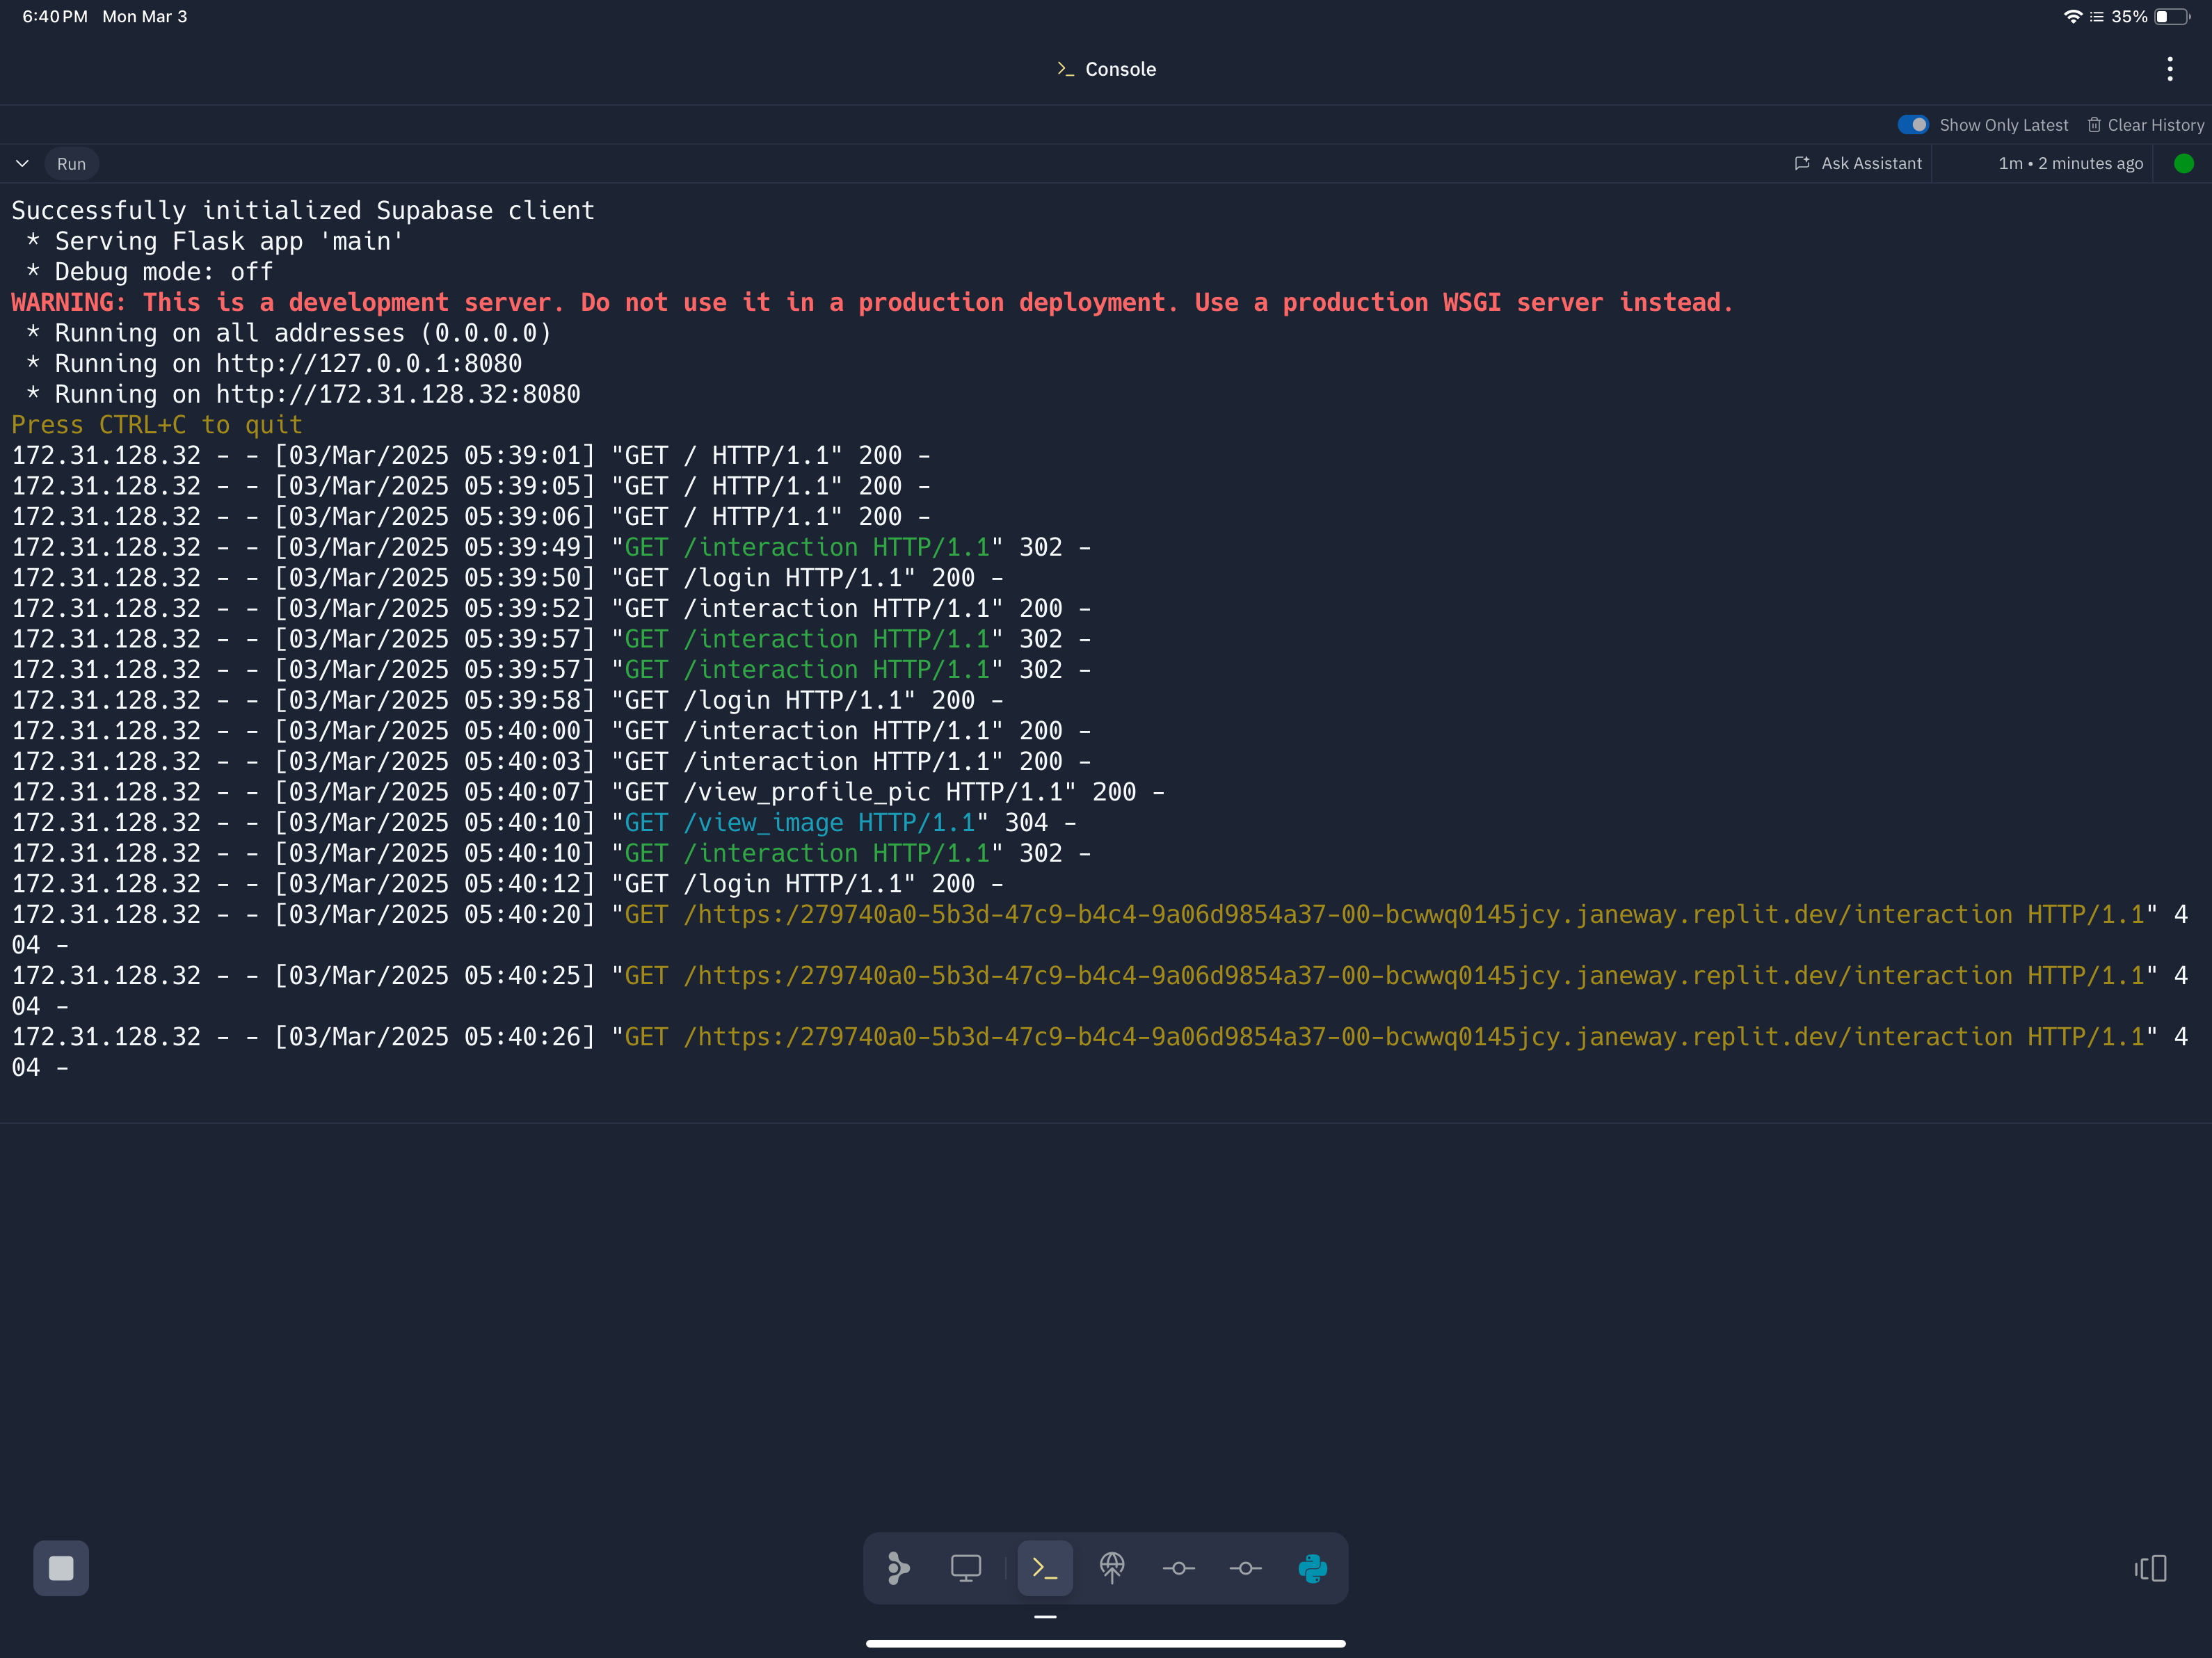 6:40 PM Mon Mar 3
35%
Console
Show Only Latest Clear History
Run Ask Assistant 1m • 2 minutes ago
Successfully initialized Supabase client
 * Serving Flask app 'main'
 * Debug mode: off
WARNING: This is a development server. Do not use it in a production deployment. Use a production WSGI server instead.
 * Running on all addresses (0.0.0.0)
 * Running on http://127.0.0.1:8080
 * Running on http://172.31.128.32:8080
Press CTRL+C to quit
172.31.128.32 - - [03/Mar/2025 05:39:01] "GET / HTTP/1.1" 200 -
172.31.128.32 - - [03/Mar/2025 05:39:05] "GET / HTTP/1.1" 200 -
172.31.128.32 - - [03/Mar/2025 05:39:06] "GET / HTTP/1.1" 200 -
172.31.128.32 - - [03/Mar/2025 05:39:49] "GET /interaction HTTP/1.1" 302 -
172.31.128.32 - - [03/Mar/2025 05:39:50] "GET /login HTTP/1.1" 200 -
172.31.128.32 - - [03/Mar/2025 05:39:52] "GET /interaction HTTP/1.1" 200 -
172.31.128.32 - - [03/Mar/2025 05:39:57] "GET /interaction HTTP/1.1" 302 -
172.31.128.32 - - [03/Mar/2025 05:39:57] "GET /interaction HTTP/1.1" 302 -
172.31.128.32 - - [03/Mar/2025 05:39:58] "GET /login HTTP/1.1" 200 -
172.31.128.32 - - [03/Mar/2025 05:40:00] "GET /interaction HTTP/1.1" 200 -
172.31.128.32 - - [03/Mar/2025 05:40:03] "GET /interaction HTTP/1.1" 200 -
172.31.128.32 - - [03/Mar/2025 05:40:07] "GET /view_profile_pic HTTP/1.1" 200 -
172.31.128.32 - - [03/Mar/2025 05:40:10] "GET /view_image HTTP/1.1" 304 -
172.31.128.32 - - [03/Mar/2025 05:40:10] "GET /interaction HTTP/1.1" 302 -
172.31.128.32 - - [03/Mar/2025 05:40:12] "GET /login HTTP/1.1" 200 -
172.31.128.32 - - [03/Mar/2025 05:40:20] "GET /https:/279740a0-5b3d-47c9-b4c4-9a06d9854a37-00-bcwwq0145jcy.janeway.replit.dev/interaction HTTP/1.1" 4
04 -
172.31.128.32 - - [03/Mar/2025 05:40:25] "GET /https:/279740a0-5b3d-47c9-b4c4-9a06d9854a37-00-bcwwq0145jcy.janeway.replit.dev/interaction HTTP/1.1" 4
04 -
172.31.128.32 - - [03/Mar/2025 05:40:26] "GET /https:/279740a0-5b3d-47c9-b4c4-9a06d9854a37-00-bcwwq0145jcy.janeway.replit.dev/interaction HTTP/1.1" 4
04 -